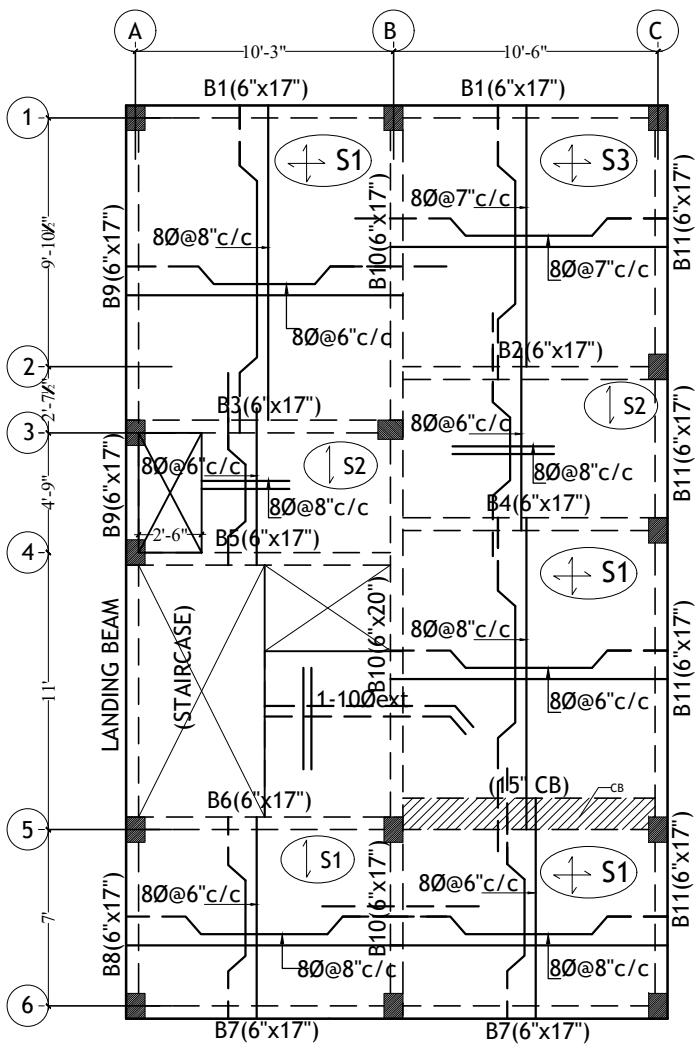 A
B
C
10'-3"
10'-6"
B1(6"x17")
B1(6"x17")
1
S1
S3
8Ø@7"c/c
B9(6"x17")
8Ø@8"c/c
B10(6"x17")
B11(6"x17")
9'-10½"
8Ø@7"c/c
8Ø@6"c/c
2
B2(6"x17")
2'-7½"
B3(6"x17")
S2
3
8Ø@6"c/c
B11(6"x17")
B9(6"x17")
8Ø@6"c/c
S2
8Ø@8"c/c
4'-9"
8Ø@8"c/c
B4(6"x17")
2'-6"
B5(6"x17")
4
S1
LANDING BEAM
(STAIRCASE)
B10(6"x20")
8Ø@8"c/c
B11(6"x17")
11'
1-10Øext
8Ø@6"c/c
(15" CB)
CB
B6(6"x17")
5
S1
S1
8Ø@6"c/c
8Ø@6"c/c
B8(6"x17")
B10(6"x17")
B11(6"x17")
7'
8Ø@8"c/c
8Ø@8"c/c
6
B7(6"x17")
B7(6"x17")